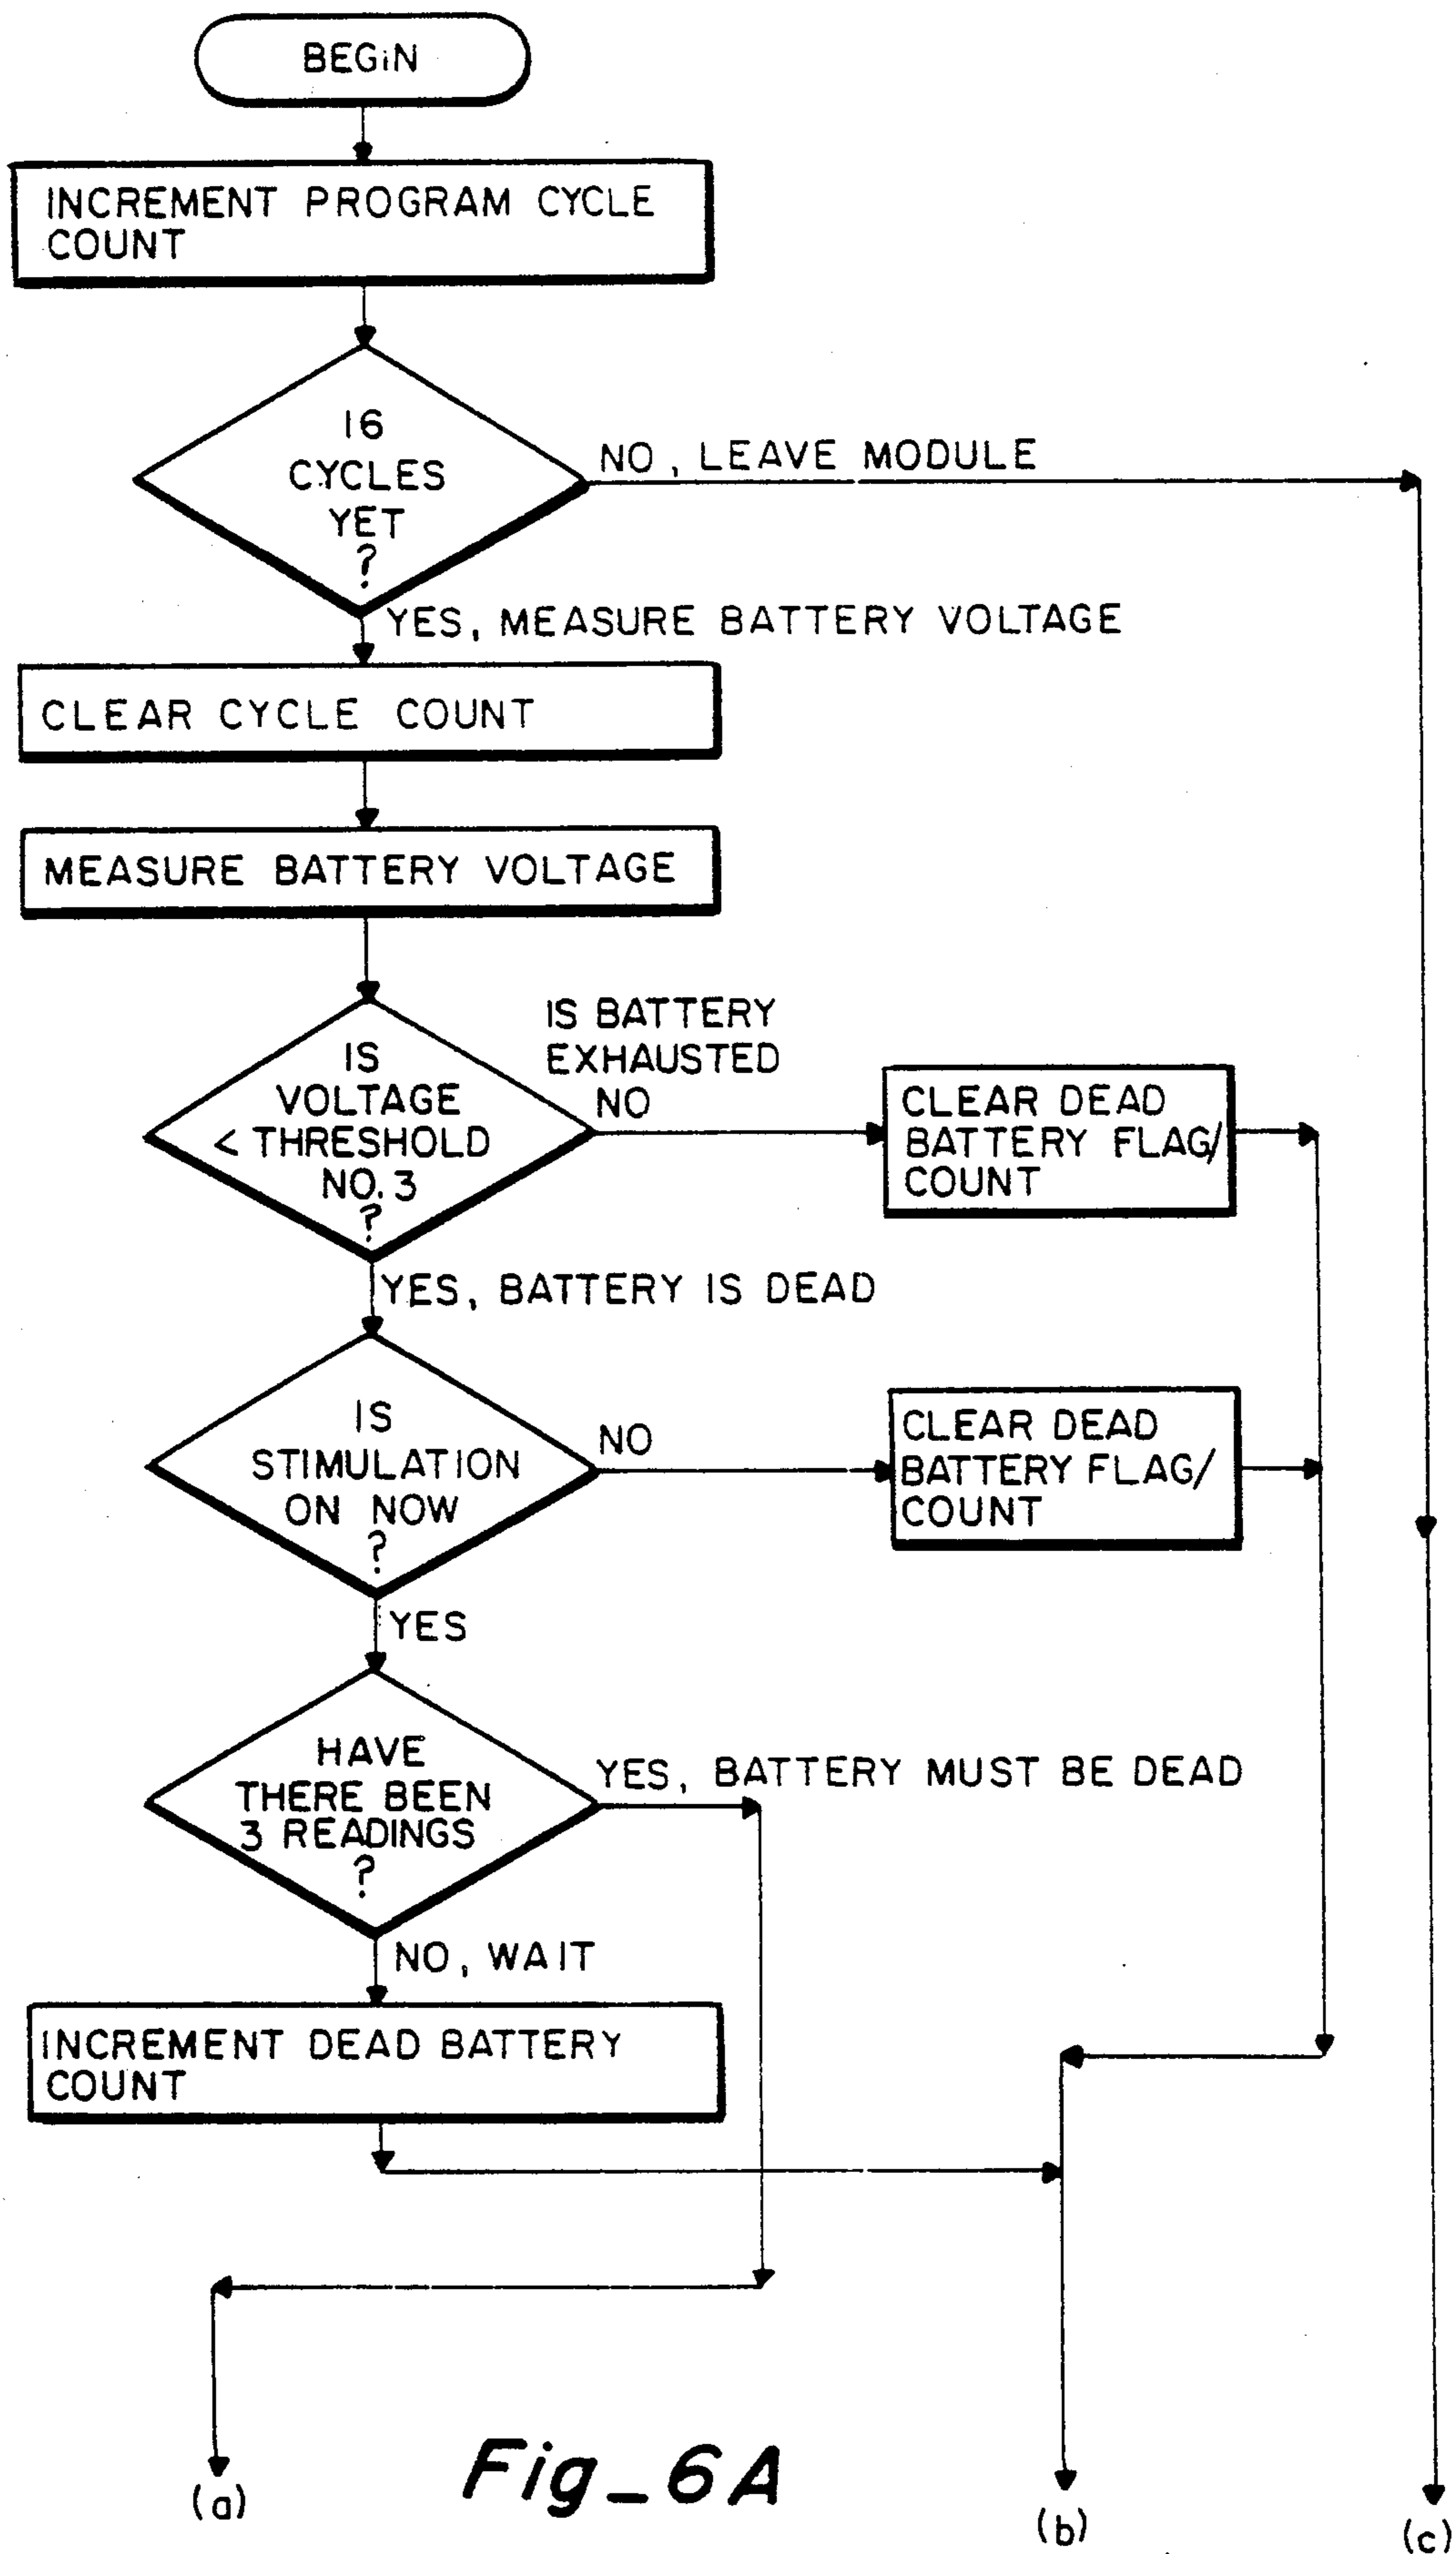 BEGiN
INCREMENT PROGRAM CYCLE
COUNT
16
CYCLES
YET
?
NO, LEAVE MODULE
YES, MEASURE BATTERY VOLTAGE
CLEAR CYCLE COUNT
MEASURE BATTERY VOLTAGE
IS
VOLTAGE
< THRESHOLD
NO. 3
?
IS BATTERY
EXHAUSTED
NO
CLEAR DEAD
BATTERY FLAG/
COUNT
YES, BATTERY IS DEAD
IS
STIMULATION
ON NOW
?
NO
CLEAR DEAD
BATTERY FLAG/
COUNT
YES
HAVE
THERE BEEN
3 READINGS
?
YES, BATTERY MUST BE DEAD
NO, WAIT
INCREMENT DEAD BATTERY
COUNT
Fig_6A
(a)
(b)
(c)